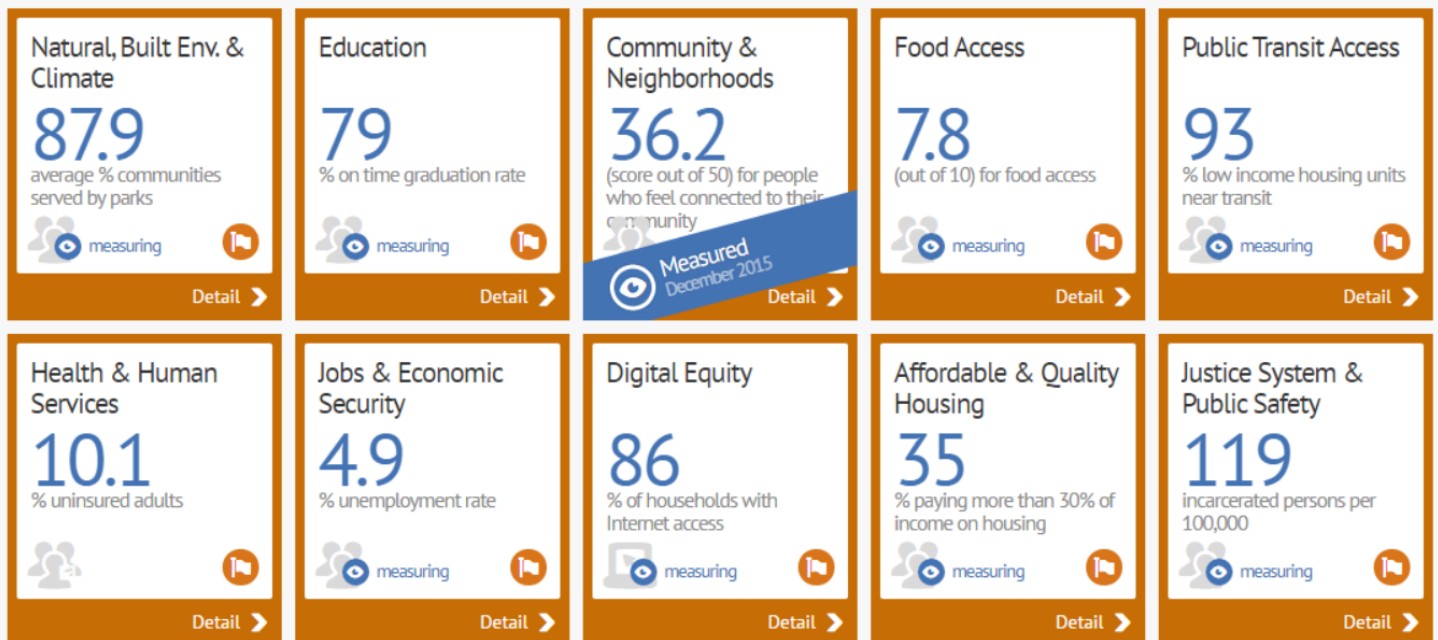 Natural, Built Env. &
Climate
87.9
average % communities
served by parks
measuring
Detail
Education
79
% on time graduation rate
measuring
Detail
Community &
Neighborhoods
36.2
(score out of 50) for people
who feel connected to their
community
Measured
December 2015
Detail
Food Access
7.8
(out of 10) for food access
measuring
Detail
Public Transit Access
93
% low income housing units
near transit
measuring
Detail
Health & Human
Services
10.1
% uninsured adults
Detail
Jobs & Economic
Security
4.9
% unemployment rate
measuring
Detail
Digital Equity
86
% of households with
Internet access
measuring
Detail
Affordable & Quality
Housing
35
% paying more than 30% of
income on housing
measuring
Detail
Justice System &
Public Safety
119
incarcerated persons per
100,000
measuring
Detail